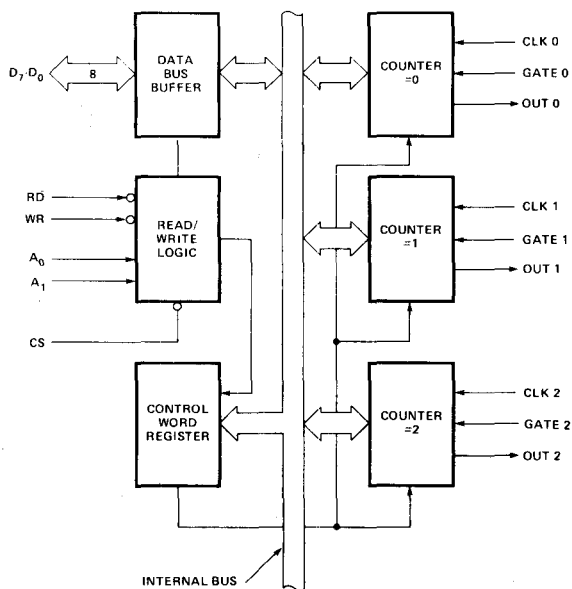 D7-D0
8
DATA
BUS
BUFFER
COUNTER
=0
CLK 0
GATE 0
OUT 0
RD
WR
A0
A1
CS
READ/
WRITE
LOGIC
COUNTER
=1
CLK 1
GATE 1
OUT 1
CONTROL
WORD
REGISTER
COUNTER
=2
CLK 2
GATE 2
OUT 2
INTERNAL BUS